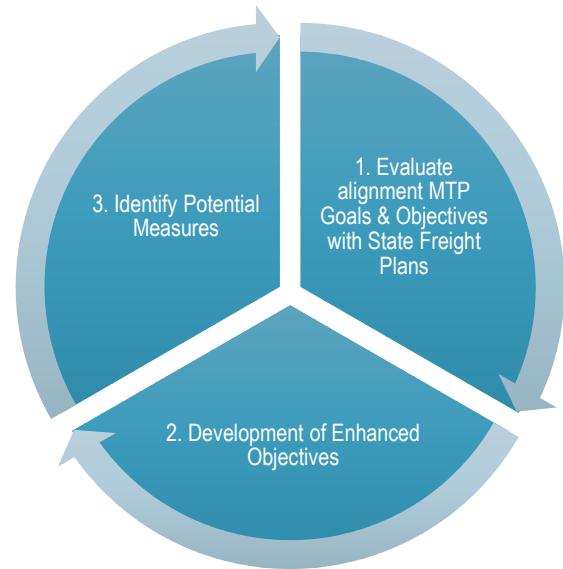 1. Evaluate
alignment MTP
Goals & Objectives
with State Freight
Plans
2. Development of Enhanced
Objectives
3. Identify Potential
Measures